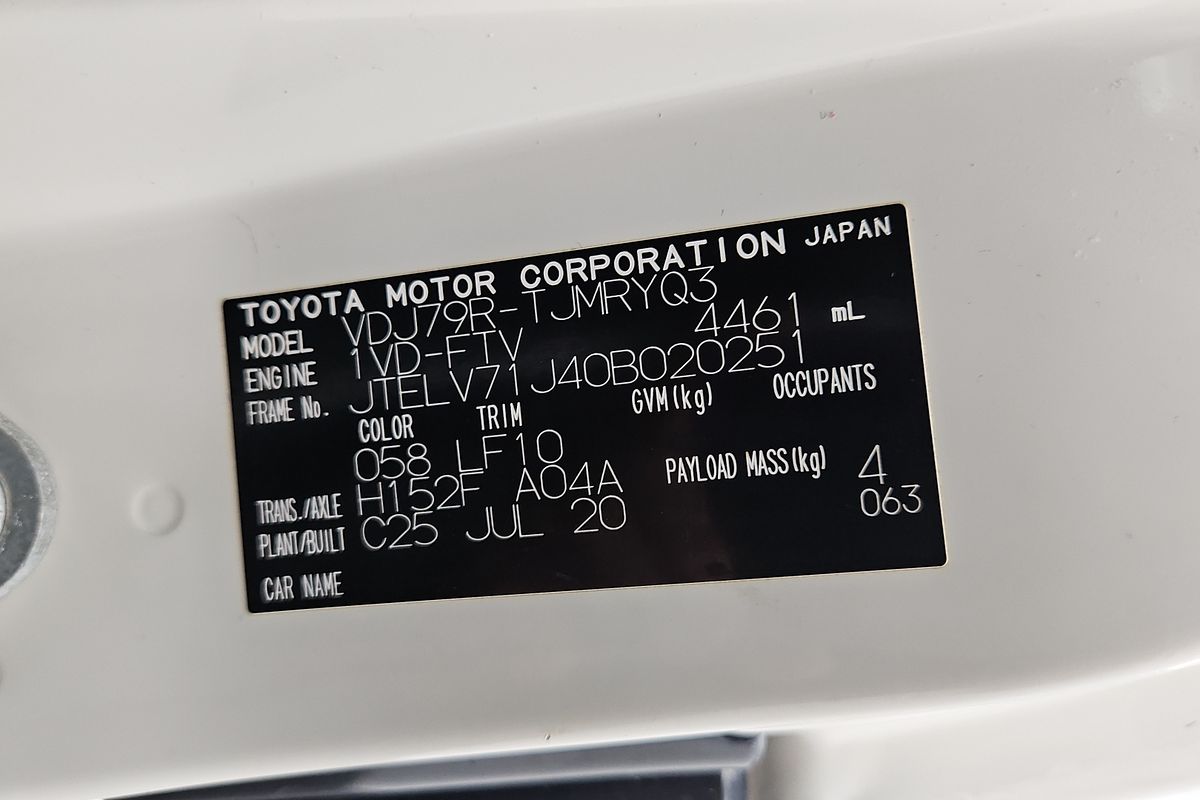 TOYOTA MOTOR CORPORATION JAPAN
MODEL VDJ79R-TJMRYQ3
ENGINE 1VD-FTV 4461 mL
FRAME No. JTELV71J40B020251
COLOR TRIM GVM(kg) OCCUPANTS
058 LF10
TRANS./AXLE H152F A04A PAYLOAD MASS(kg) 4
PLANT/BUILT C25 JUL 20 063
CAR NAME